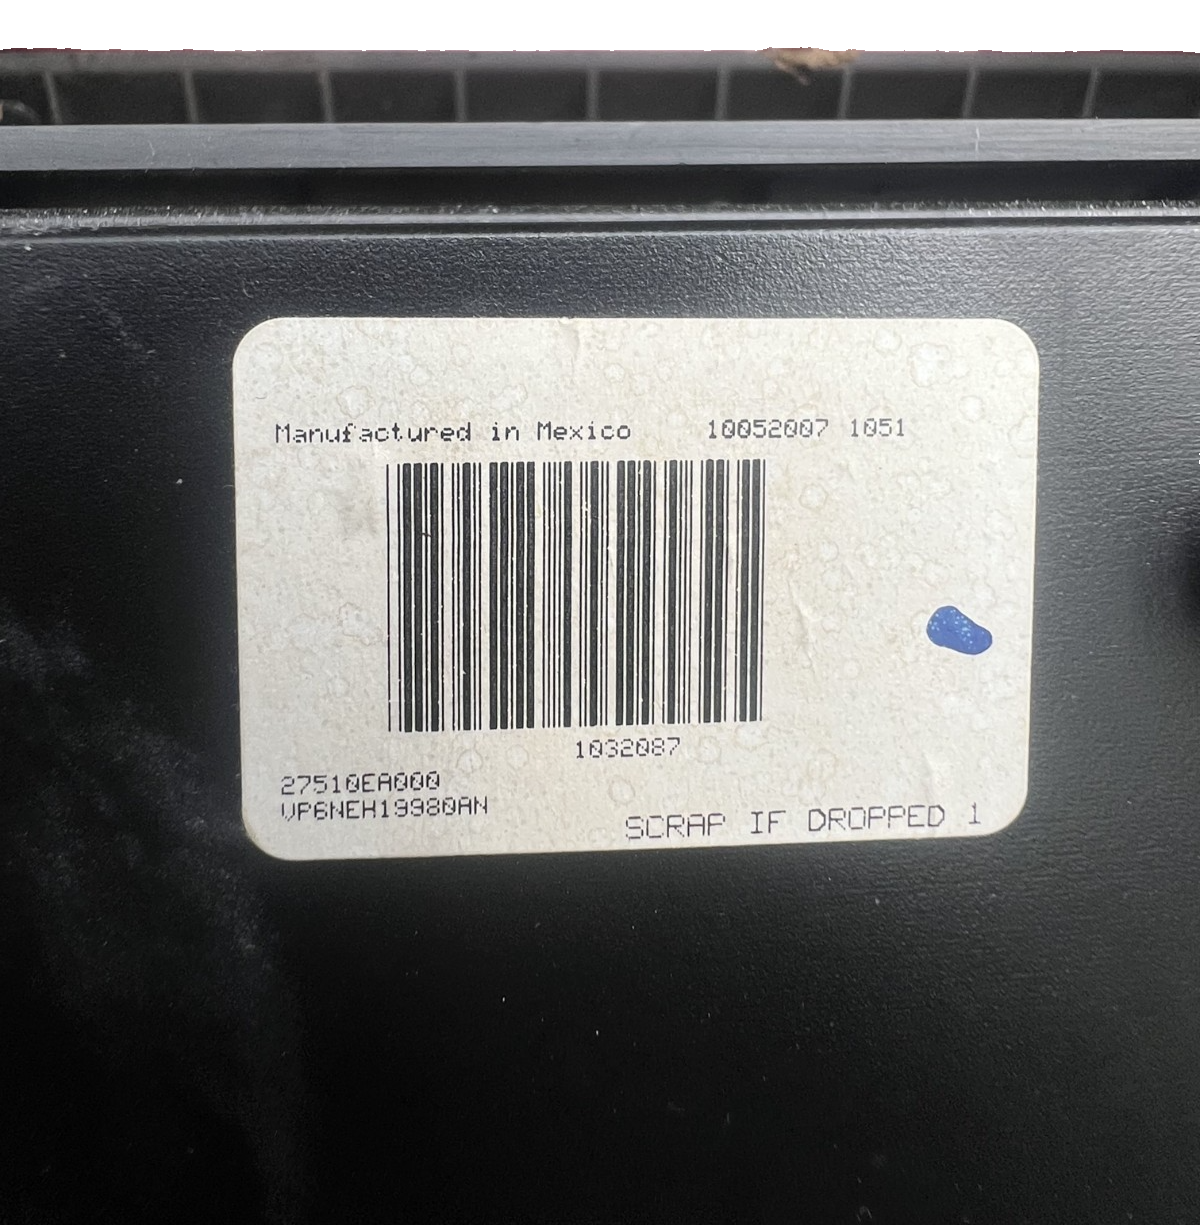 Manufactured in Mexico 10052007 1051
1032087
27510EA000
VP6NEH19980AN
SCRAP IF DROPPED 1